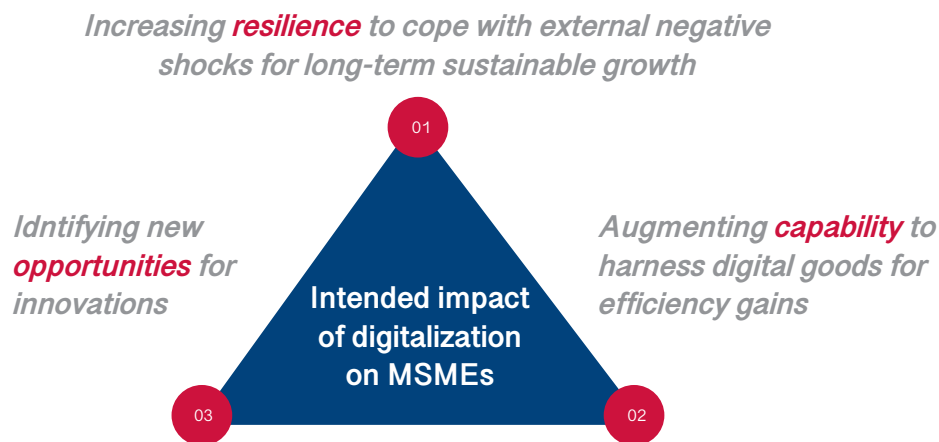 Increasing resilience to cope with external negative
shocks for long-term sustainable growth
01
Idntifying new
opportunities for
innovations
Augmenting capability to
harness digital goods for
efficiency gains
Intended impact
of digitalization
on MSMEs
03
02